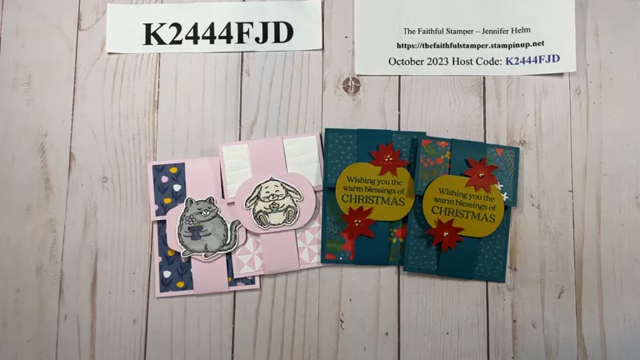 K2444FJD
The Faithful Stamper – Jennifer Helm
https://thefaithfulstamper.stampinup.net
October 2023 Host Code: K2444FJD
Wishing you the
warm blessings of
CHRISTMAS
Wishing you the
warm blessings of
CHRISTMAS